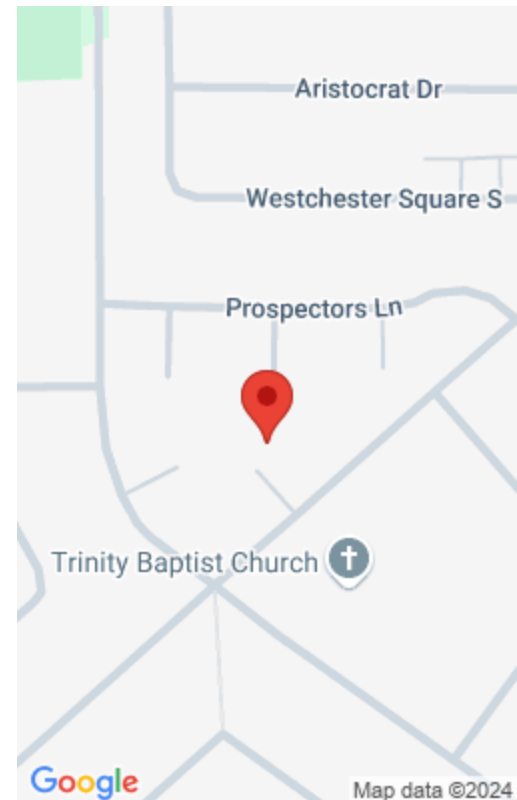 Aristocrat Dr
Westchester Square S
Prospectors Ln
Trinity Baptist Church
Google
Map data ©2024